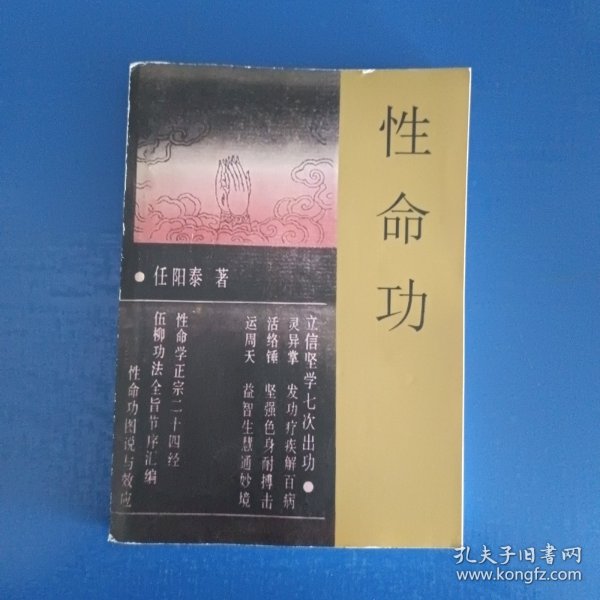 性命功
●任阳泰 著
立信坚学七次出功●
灵异掌 发功疗疾解百病
活络锤 坚强色身耐搏击
运周天 益智生慧通妙境
性命学正宗二十四经
伍柳功法全旨节序汇编
性命功图说与效应
孔夫子旧书网
www.kongfz.com